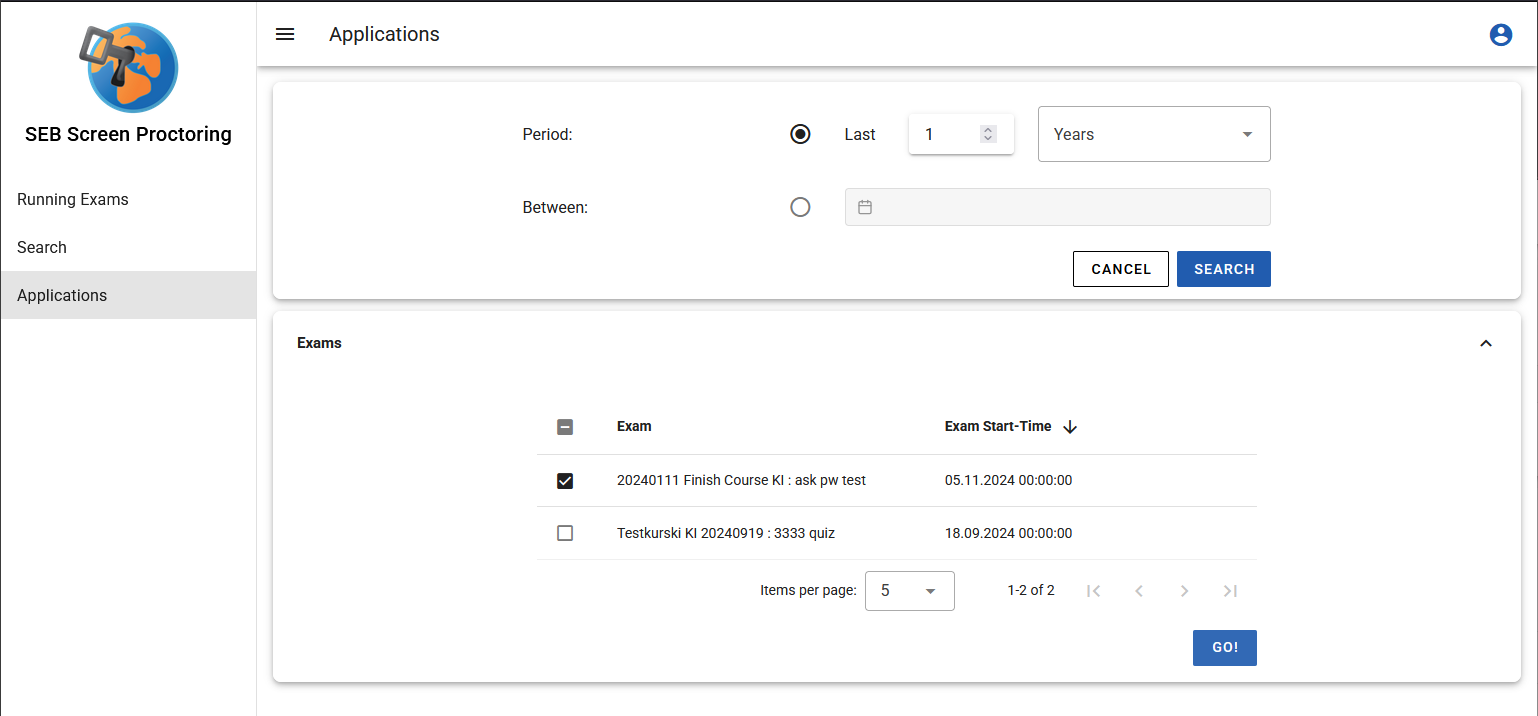 SEB Screen Proctoring
Running Exams
Search
Applications
Applications
Period: Last 1 Years
Between:
CANCEL SEARCH
Exams
Exam Exam Start-Time
20240111 Finish Course KI : ask pw test 05.11.2024 00:00:00
Testkurski KI 20240919 : 3333 quiz 18.09.2024 00:00:00
Items per page: 5 1-2 of 2
GO!